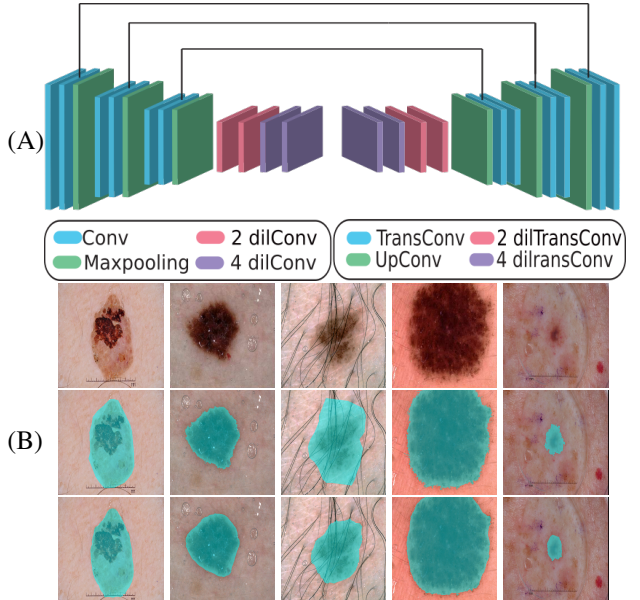 (A)
Conv
2 dilConv
Maxpooling
4 dilConv
TransConv
2 dilTransConv
UpConv
4 dilransConv
(B)